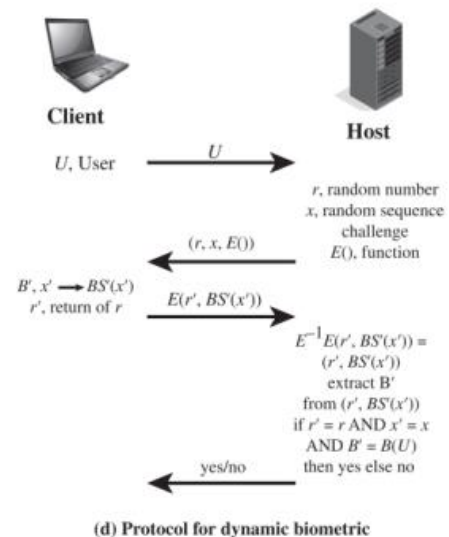 Client
Host
U, User
U
r, random number
x, random sequence
challenge
E(), function
(r, x, E())
B′, x′ → BS′(x′)
r′, return of r
E(r′, BS′(x′))
E⁻¹E(r′, BS′(x′)) =
(r′, BS′(x′))
extract B′
from (r′, BS′(x′))
if r′ = r AND x′ = x
AND B′ = B(U)
then yes else no
yes/no
(d) Protocol for dynamic biometric